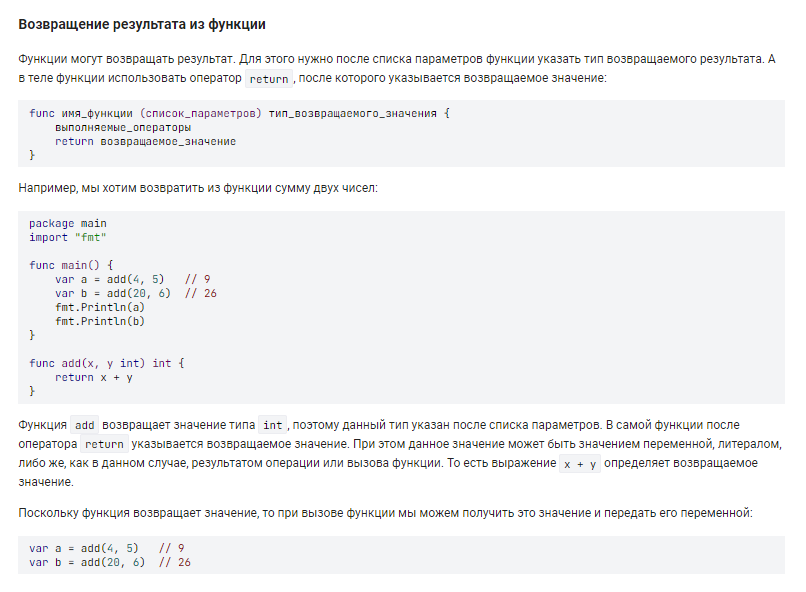 Возвращение результата из функции
Функции могут возвращать результат. Для этого нужно после списка параметров функции указать тип возвращаемого результата. А
в теле функции использовать оператор return, после которого указывается возвращаемое значение:
func имя_функции (список_параметров) тип_возвращаемого_значения {
    выполняемые_операторы
    return возвращаемое_значение
}
Например, мы хотим возвратить из функции сумму двух чисел:
package main
import "fmt"
func main() {
    var a = add(4, 5)   // 9
    var b = add(20, 6)  // 26
    fmt.Println(a)
    fmt.Println(b)
}
func add(x, y int) int {
    return x + y
}
Функция add возвращает значение типа int, поэтому данный тип указан после списка параметров. В самой функции после
оператора return указывается возвращаемое значение. При этом данное значение может быть значением переменной, литералом,
либо же, как в данном случае, результатом операции или вызова функции. То есть выражение x + y определяет возвращаемое
значение.
Поскольку функция возвращает значение, то при вызове функции мы можем получить это значение и передать его переменной:
var a = add(4, 5)   // 9
var b = add(20, 6)  // 26